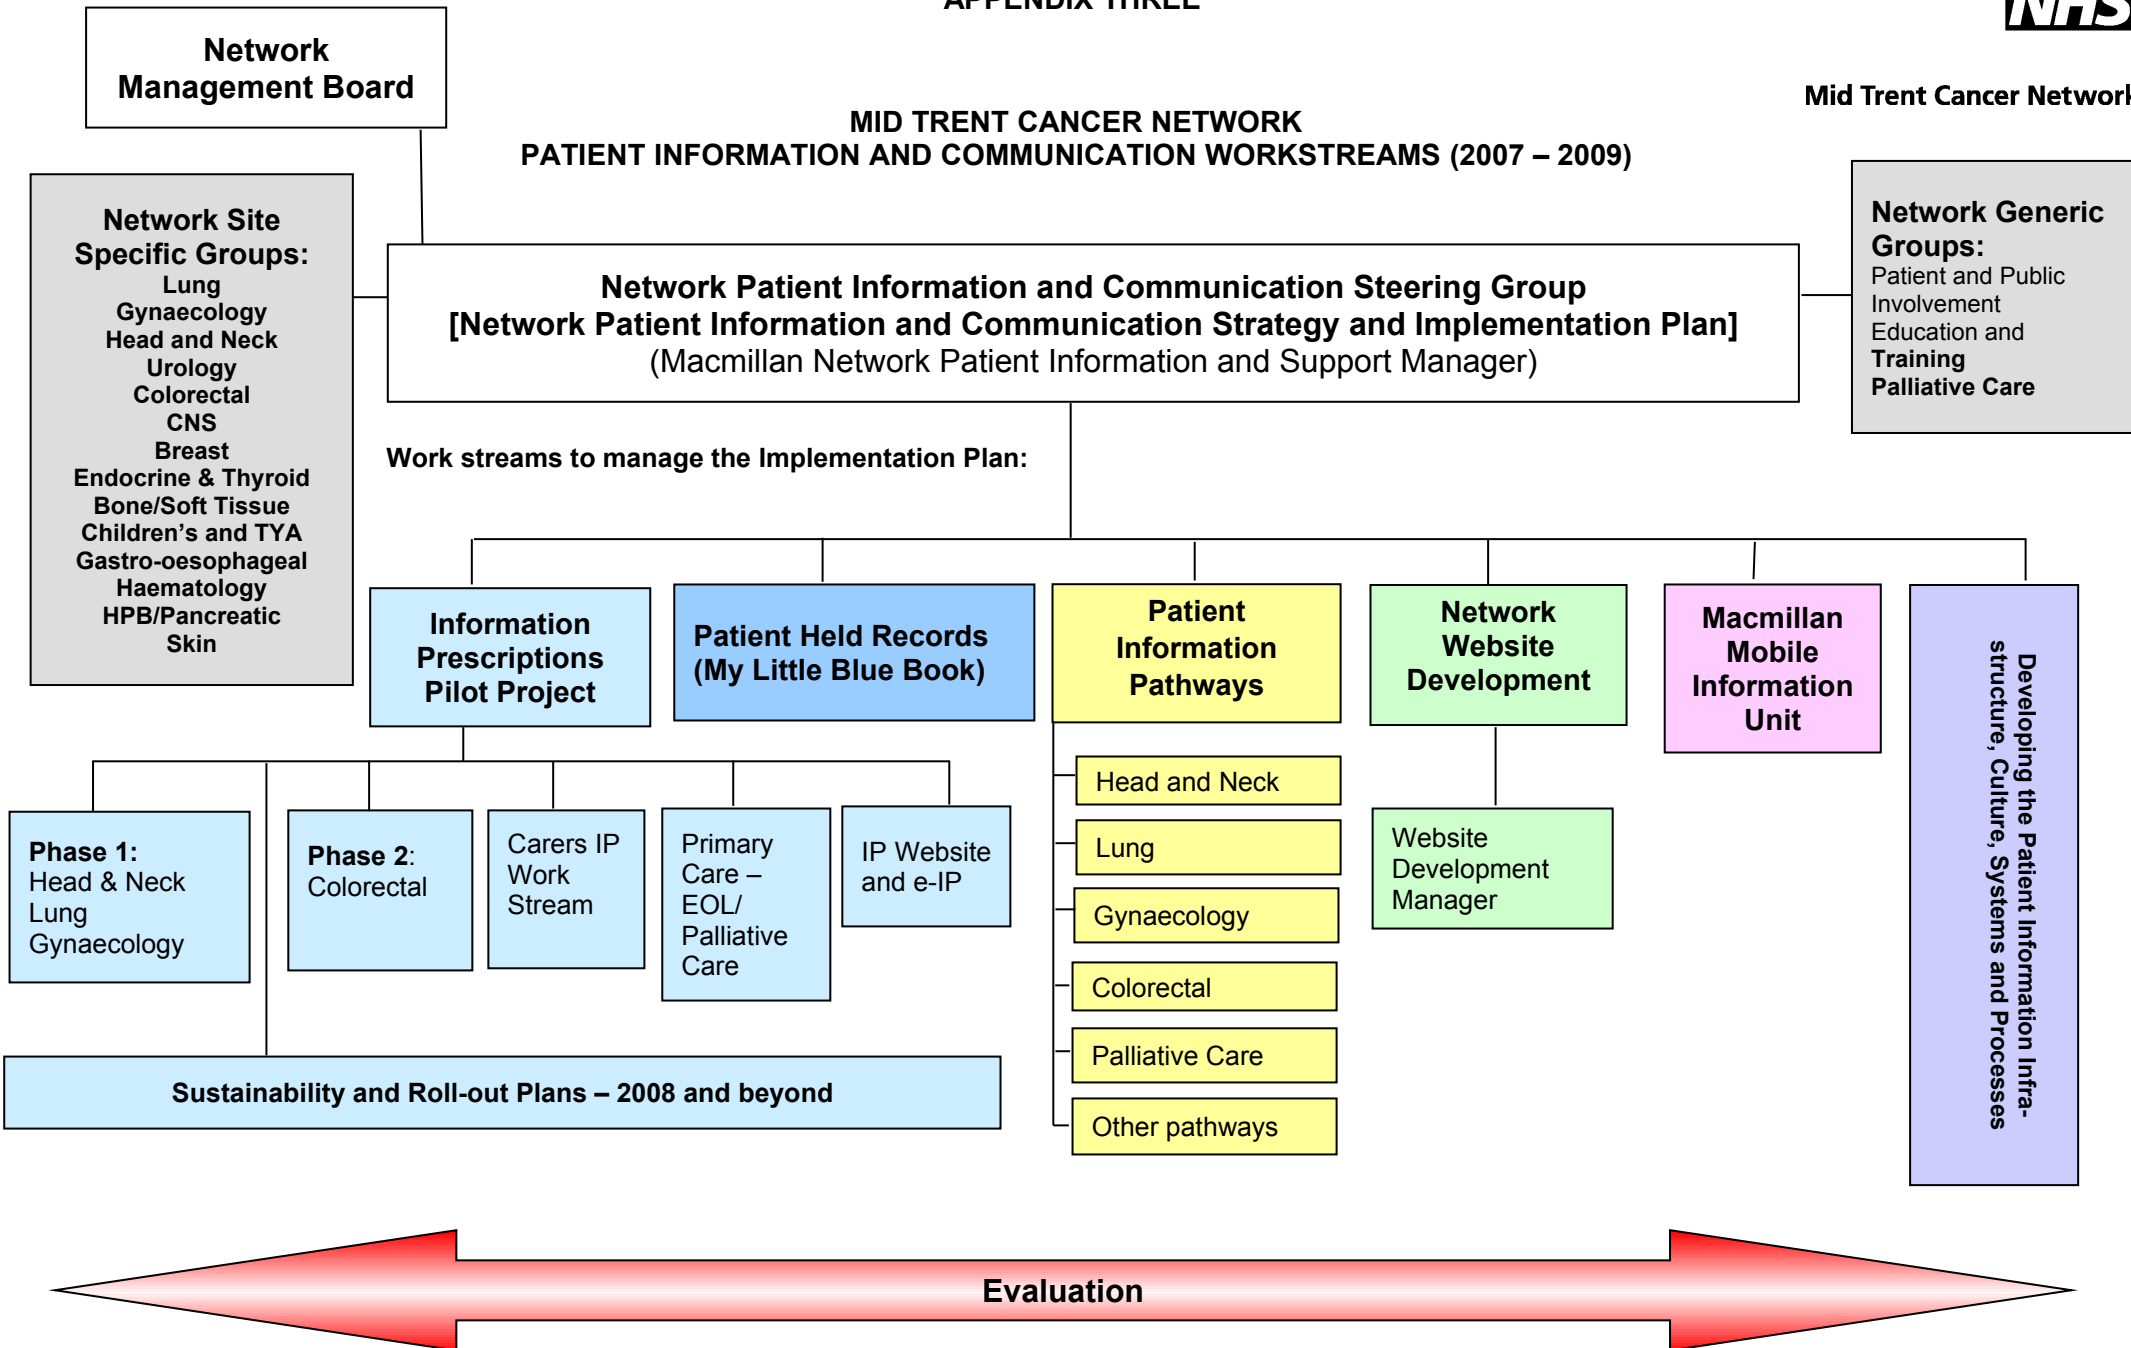 APPENDIX THREE
NHS
Network
Management Board
Mid Trent Cancer Network
MID TRENT CANCER NETWORK
PATIENT INFORMATION AND COMMUNICATION WORKSTREAMS (2007 – 2009)
Network Site
Specific Groups:
Lung
Gynaecology
Head and Neck
Urology
Colorectal
CNS
Breast
Endocrine & Thyroid
Bone/Soft Tissue
Children's and TYA
Gastro-oesophageal
Haematology
HPB/Pancreatic
Skin
Network Patient Information and Communication Steering Group
[Network Patient Information and Communication Strategy and Implementation Plan]
(Macmillan Network Patient Information and Support Manager)
Network Generic
Groups:
Patient and Public
Involvement
Education and
Training
Palliative Care
Work streams to manage the Implementation Plan:
Information
Prescriptions
Pilot Project
Patient Held Records
(My Little Blue Book)
Patient
Information
Pathways
Network
Website
Development
Macmillan
Mobile
Information
Unit
Developing the Patient Information Infra-
structure, Culture, Systems and Processes
Phase 1:
Head & Neck
Lung
Gynaecology
Phase 2:
Colorectal
Carers IP
Work
Stream
Primary
Care –
EOL/
Palliative
Care
IP Website
and e-IP
Head and Neck
Lung
Gynaecology
Colorectal
Palliative Care
Other pathways
Website
Development
Manager
Sustainability and Roll-out Plans – 2008 and beyond
Evaluation